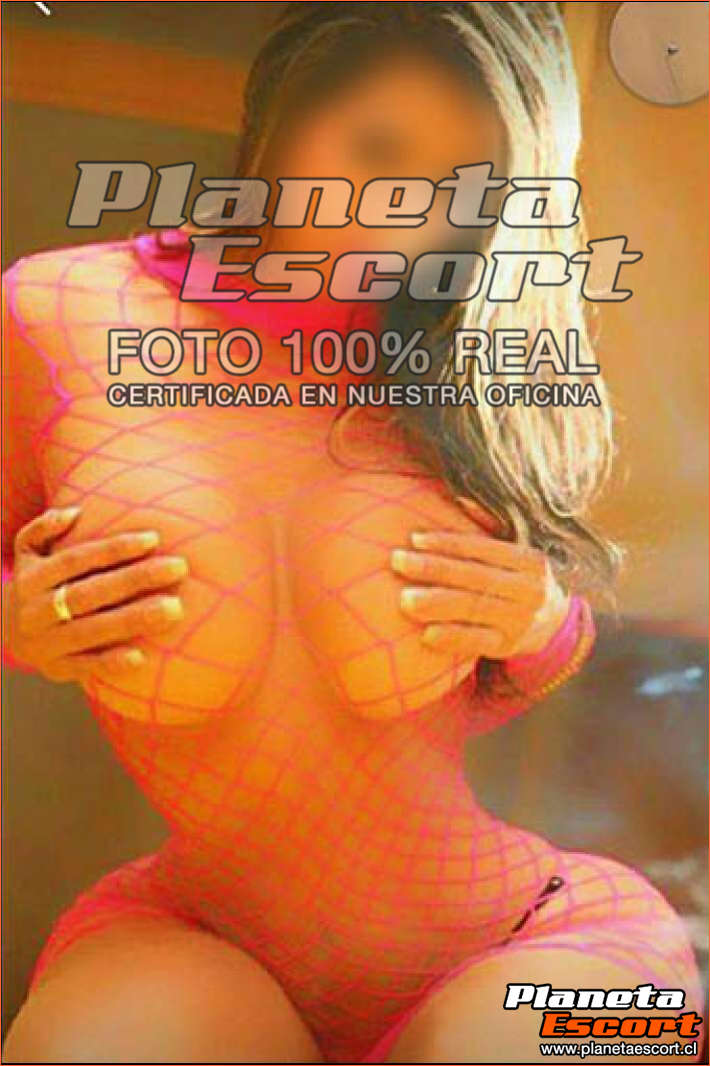 Planeta
Escort
FOTO 100% REAL
CERTIFICADA EN NUESTRA OFICINA
Planeta
Escort
www.planetaescort.cl